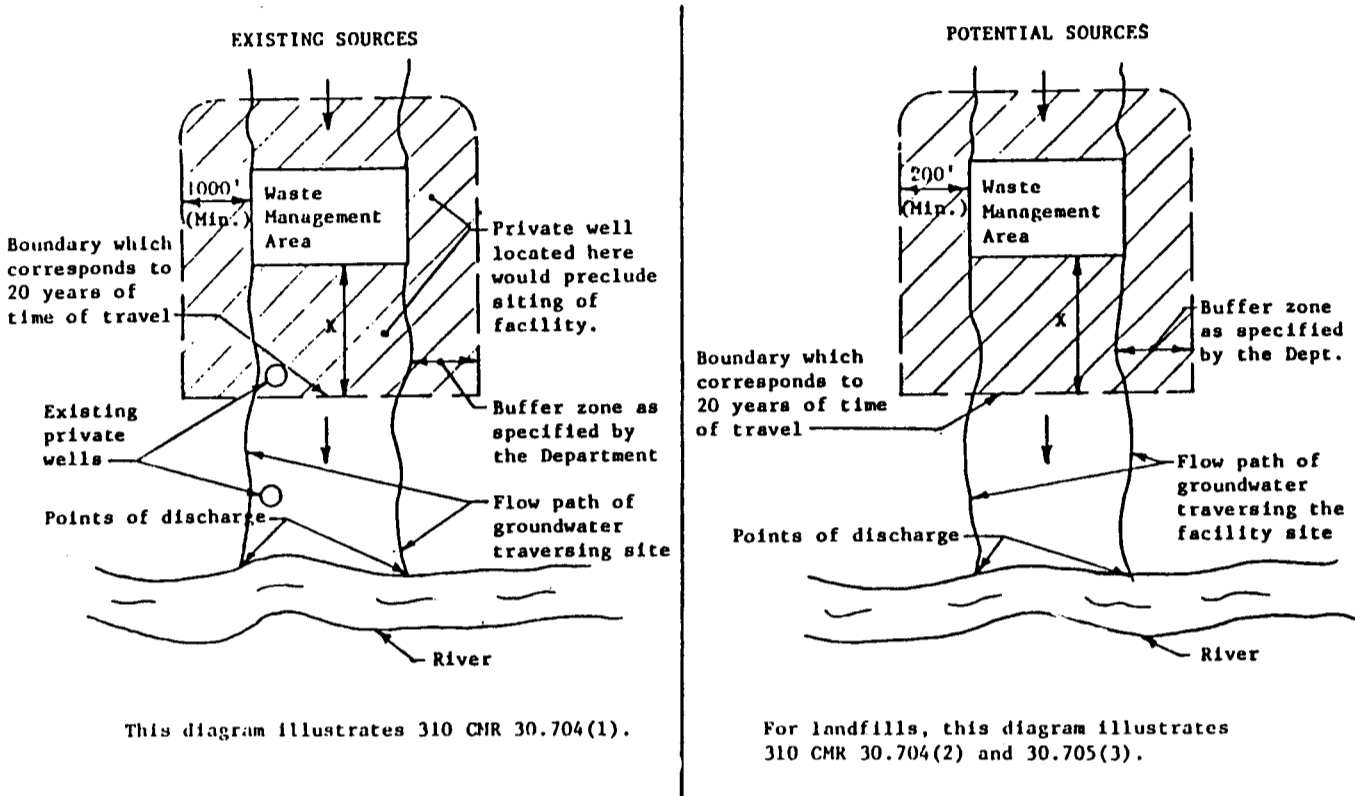 EXISTING SOURCES
1000'
(Min.)
Waste
Management
Area
Boundary which
corresponds to
20 years of
time of travel
X
Private well
located here
would preclude
siting of
facility.
Existing
private
wells
Buffer zone as
specified by
the Department
Points of discharge
Flow path of
groundwater
traversing site
River
This diagram illustrates 310 CMR 30.704(1).
POTENTIAL SOURCES
200'
(Min.)
Waste
Management
Area
X
Buffer zone
as specified
by the Dept.
Boundary which
corresponds to
20 years of time
of travel
Flow path of
groundwater
traversing the
facility site
Points of discharge
River
For landfills, this diagram illustrates
310 CMR 30.704(2) and 30.705(3).